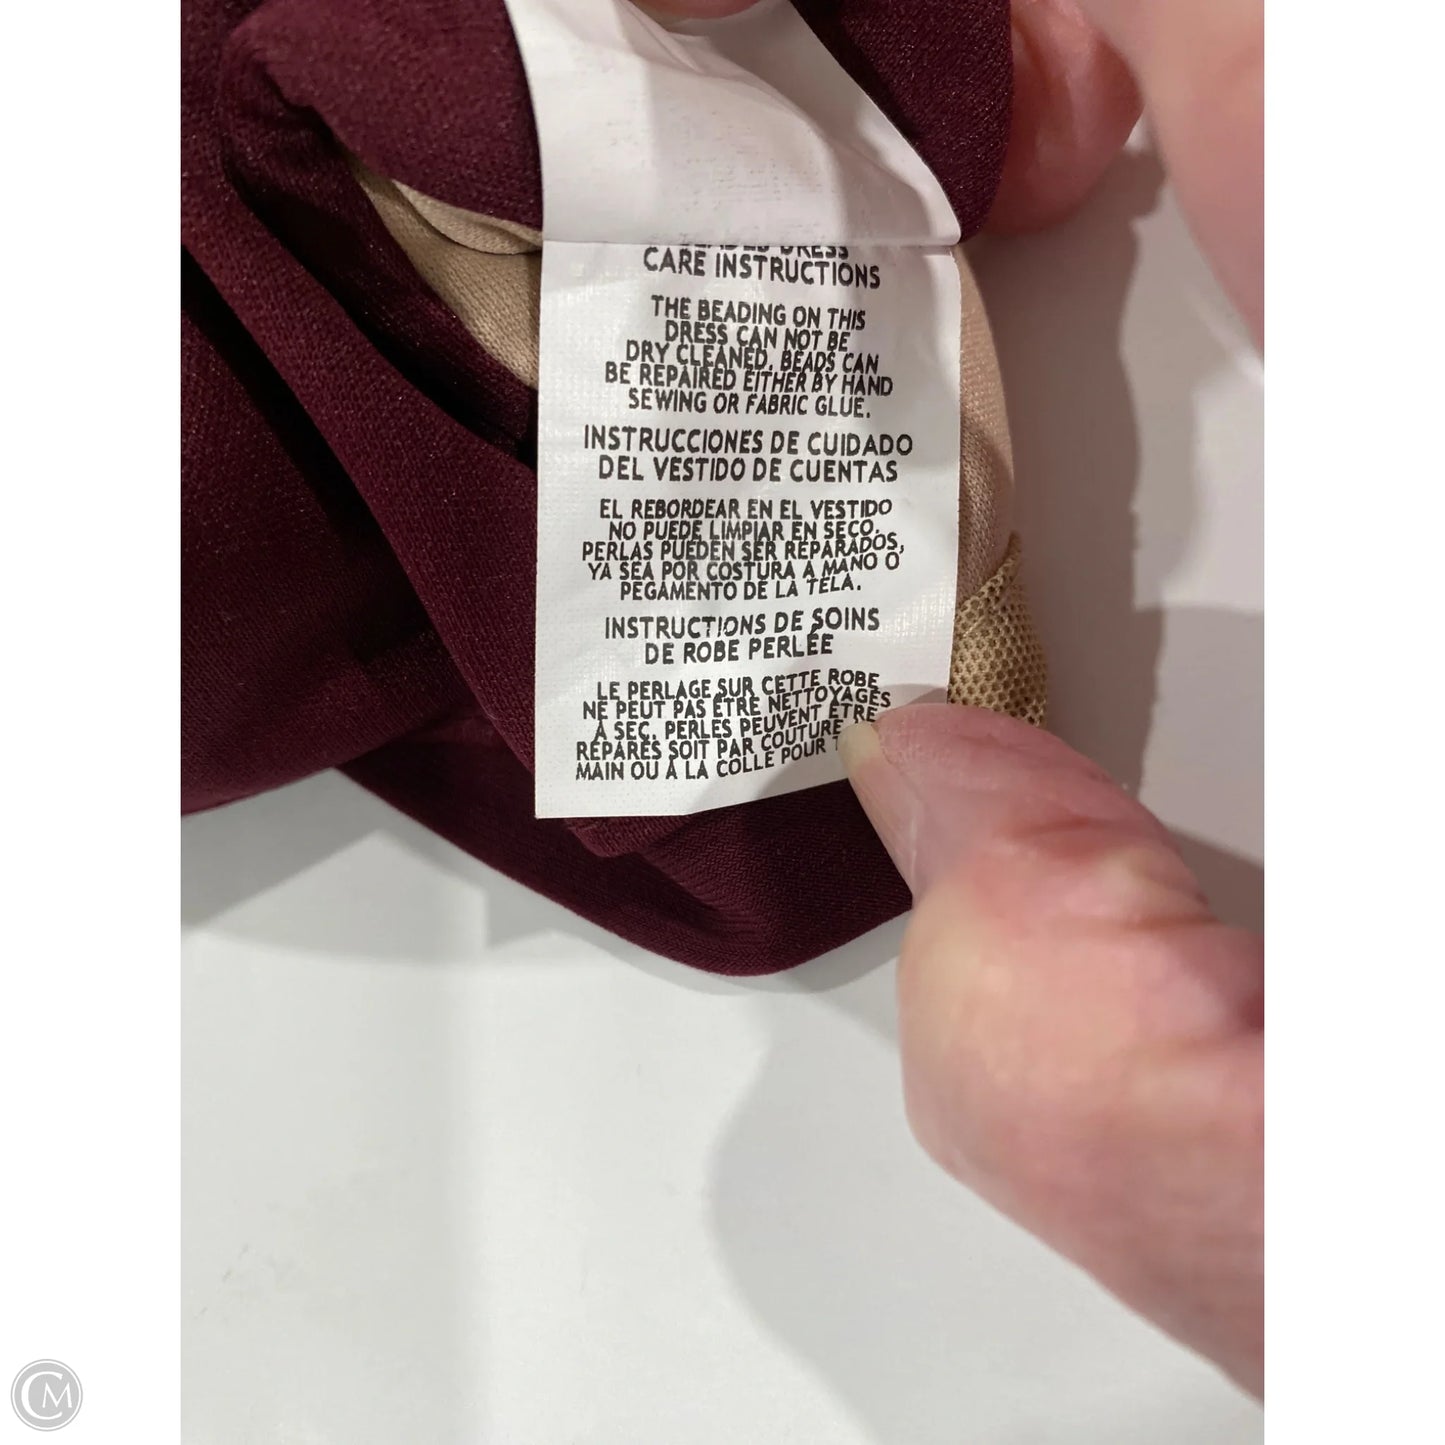 DRESS
CARE INSTRUCTIONS
THE BEADING ON THIS
DRESS CAN NOT BE
DRY CLEANED. BEADS CAN
BE REPAIRED EITHER BY HAND
SEWING OR FABRIC GLUE.
INSTRUCCIONES DE CUIDADO
DEL VESTIDO DE CUENTAS
EL REBORDEAR EN EL VESTIDO
NO PUEDE LIMPIAR EN SECO.
PERLAS PUEDEN SER REPARADOS,
YA SEA POR COSTURA A MANO O
PEGAMENTO DE LA TELA.
INSTRUCTIONS DE SOINS
DE ROBE PERLÉE
LE PERLAGE SUR CETTE ROBE
NE PEUT PAS ÊTRE NETTOYAGÉS
À SEC. PERLES PEUVENT ÊTRE
RÉPARÉS SOIT PAR COUTURE
MAIN OU À LA COLLE POUR
CM